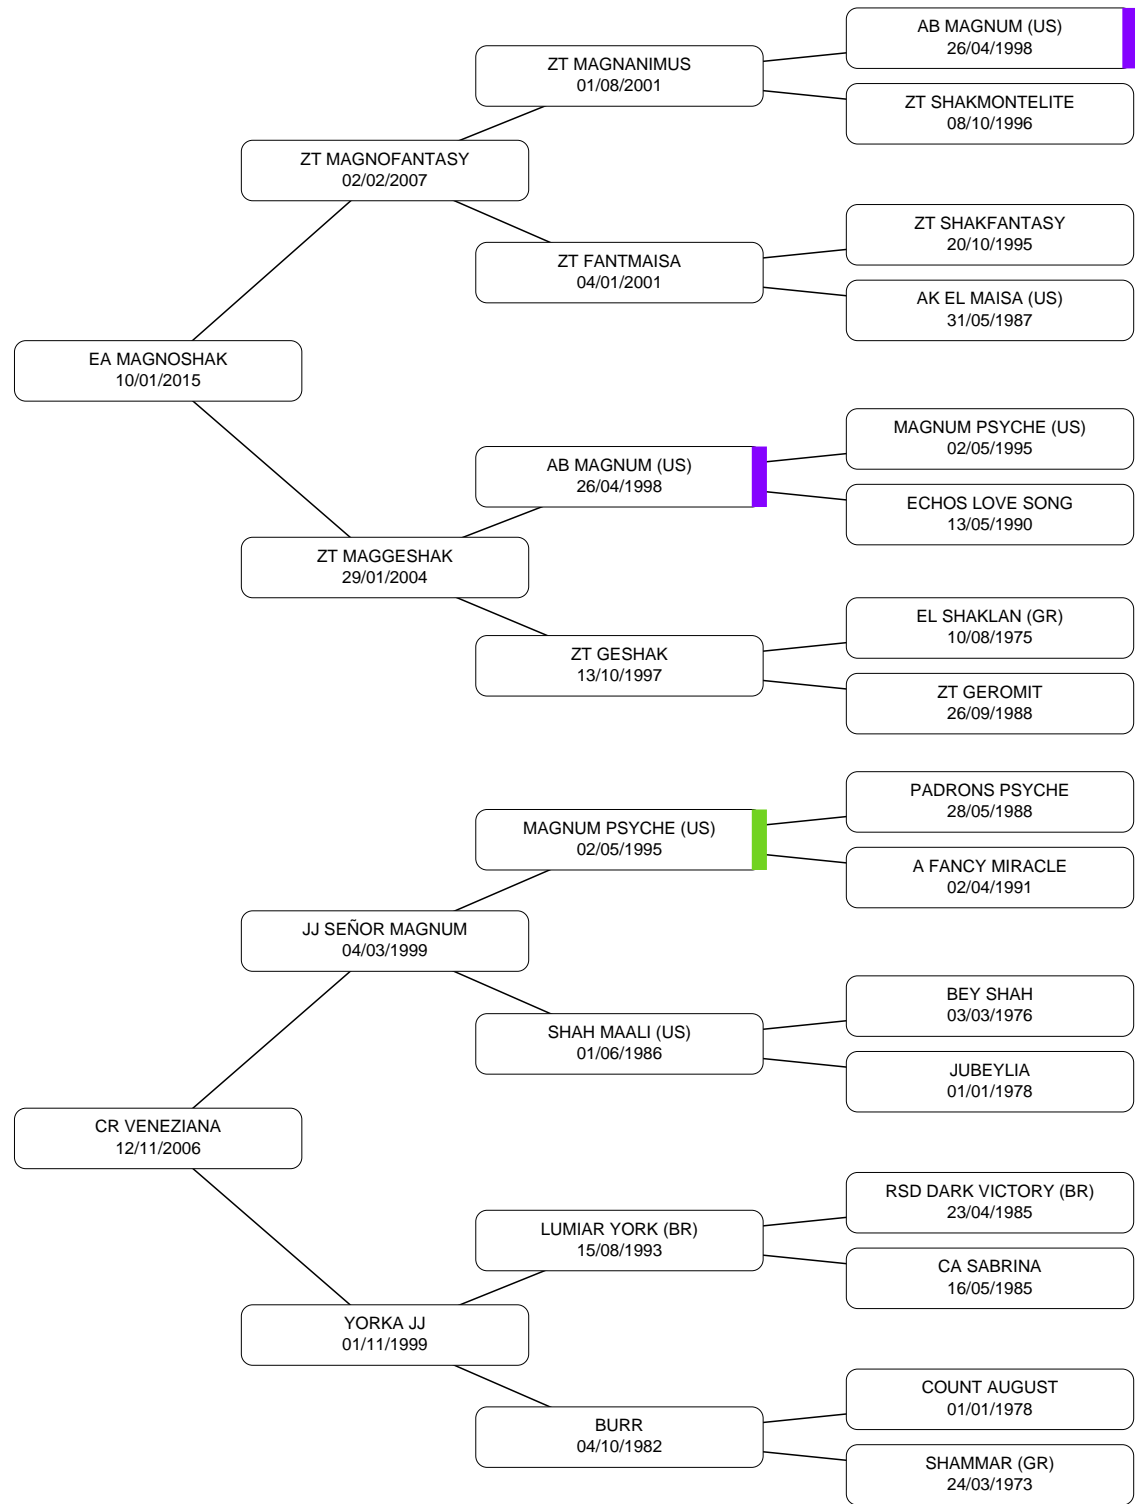 AB MAGNUM (US)
26/04/1998
ZT MAGNANIMUS
01/08/2001
ZT SHAKMONTELITE
08/10/1996
ZT MAGNOFANTASY
02/02/2007
ZT SHAKFANTASY
20/10/1995
ZT FANTMAISA
04/01/2001
AK EL MAISA (US)
31/05/1987
EA MAGNOSHAK
10/01/2015
MAGNUM PSYCHE (US)
02/05/1995
AB MAGNUM (US)
26/04/1998
ECHOS LOVE SONG
13/05/1990
ZT MAGGESHAK
29/01/2004
EL SHAKLAN (GR)
10/08/1975
ZT GESHAK
13/10/1997
ZT GEROMIT
26/09/1988
PADRONS PSYCHE
28/05/1988
MAGNUM PSYCHE (US)
02/05/1995
A FANCY MIRACLE
02/04/1991
JJ SEÑOR MAGNUM
04/03/1999
BEY SHAH
03/03/1976
SHAH MAALI (US)
01/06/1986
JUBEYLIA
01/01/1978
CR VENEZIANA
12/11/2006
RSD DARK VICTORY (BR)
23/04/1985
LUMIAR YORK (BR)
15/08/1993
CA SABRINA
16/05/1985
YORKA JJ
01/11/1999
COUNT AUGUST
01/01/1978
BURR
04/10/1982
SHAMMAR (GR)
24/03/1973